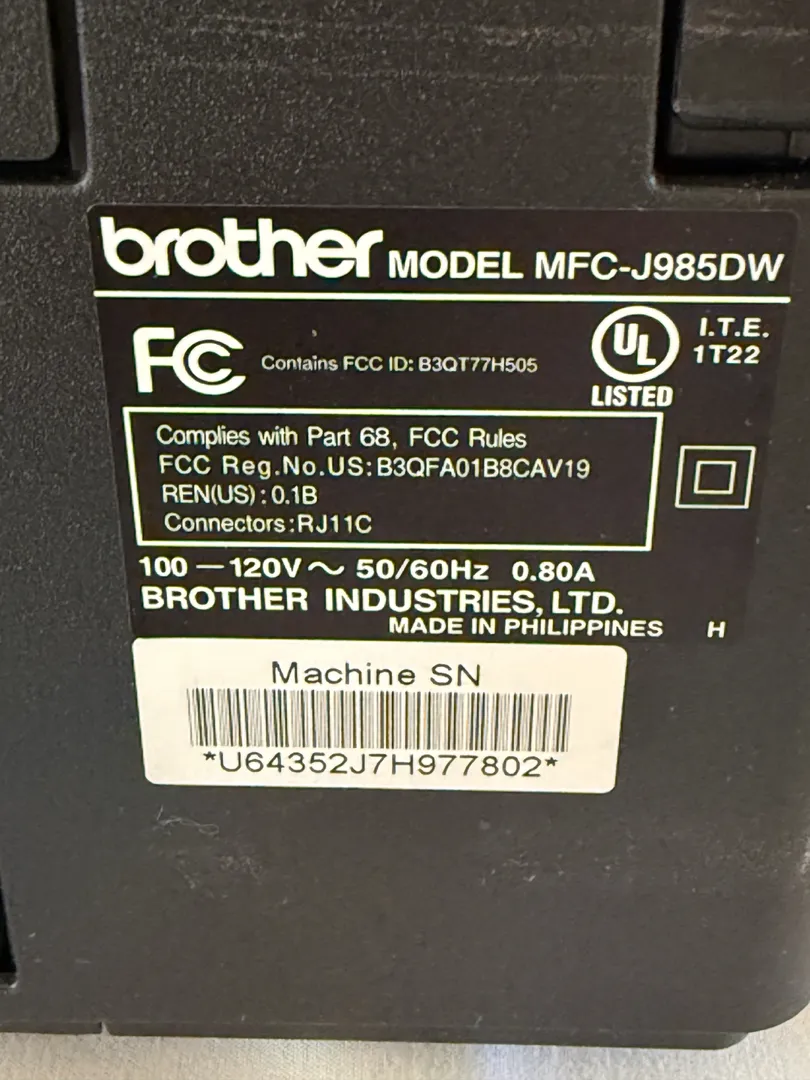 brother MODEL MFC-J985DW
FC Contains FCC ID: B3QT77H505
UL I.T.E.
1T22
LISTED
Complies with Part 68, FCC Rules
FCC Reg.No.US:B3QFA01B8CAV19
REN(US):0.1B
Connectors:RJ11C
100—120V～ 50/60Hz 0.80A
BROTHER INDUSTRIES, LTD.
MADE IN PHILIPPINES H
Machine SN
*U64352J7H977802*